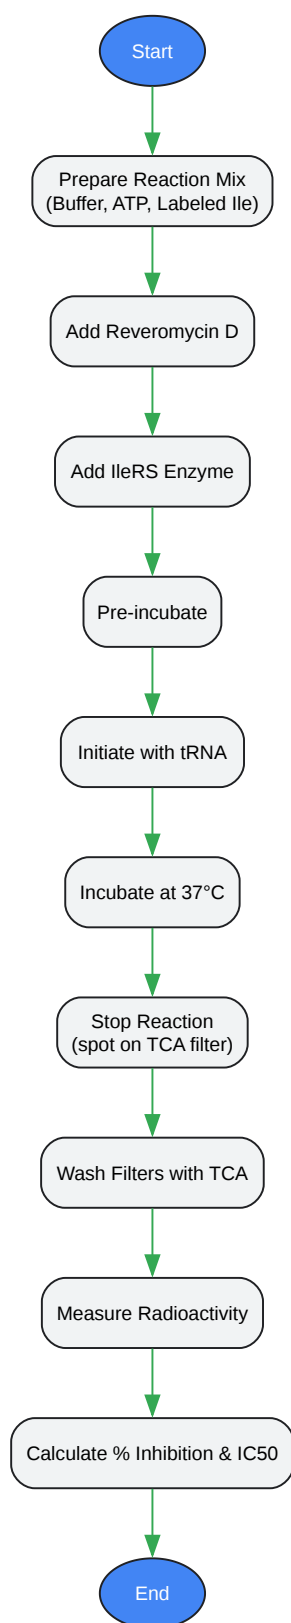 Start
Prepare Reaction Mix
(Buffer, ATP, Labeled Ile)
Add Reveromycin D
Add IleRS Enzyme
Pre-incubate
Initiate with tRNA
Incubate at 37°C
Stop Reaction
(spot on TCA filter)
Wash Filters with TCA
Measure Radioactivity
Calculate % Inhibition & IC50
End